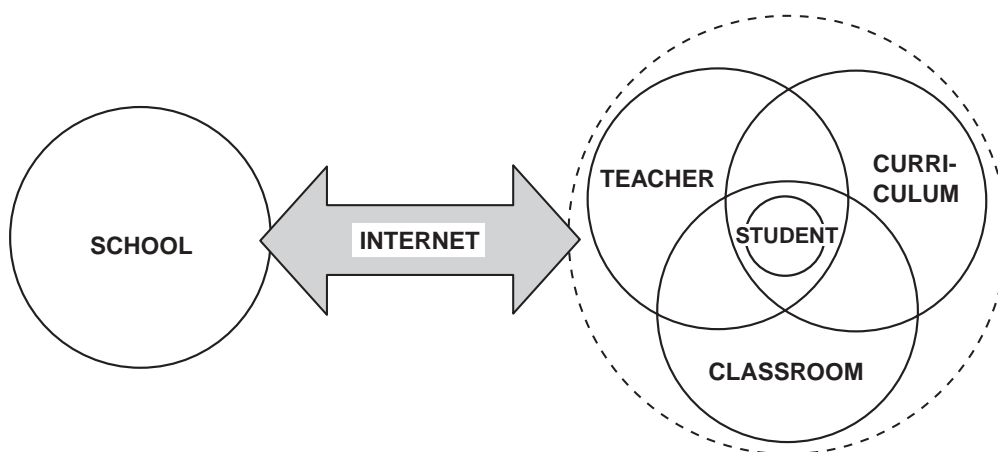 SCHOOL
INTERNET
TEACHER
CURRI-
CULUM
STUDENT
CLASSROOM